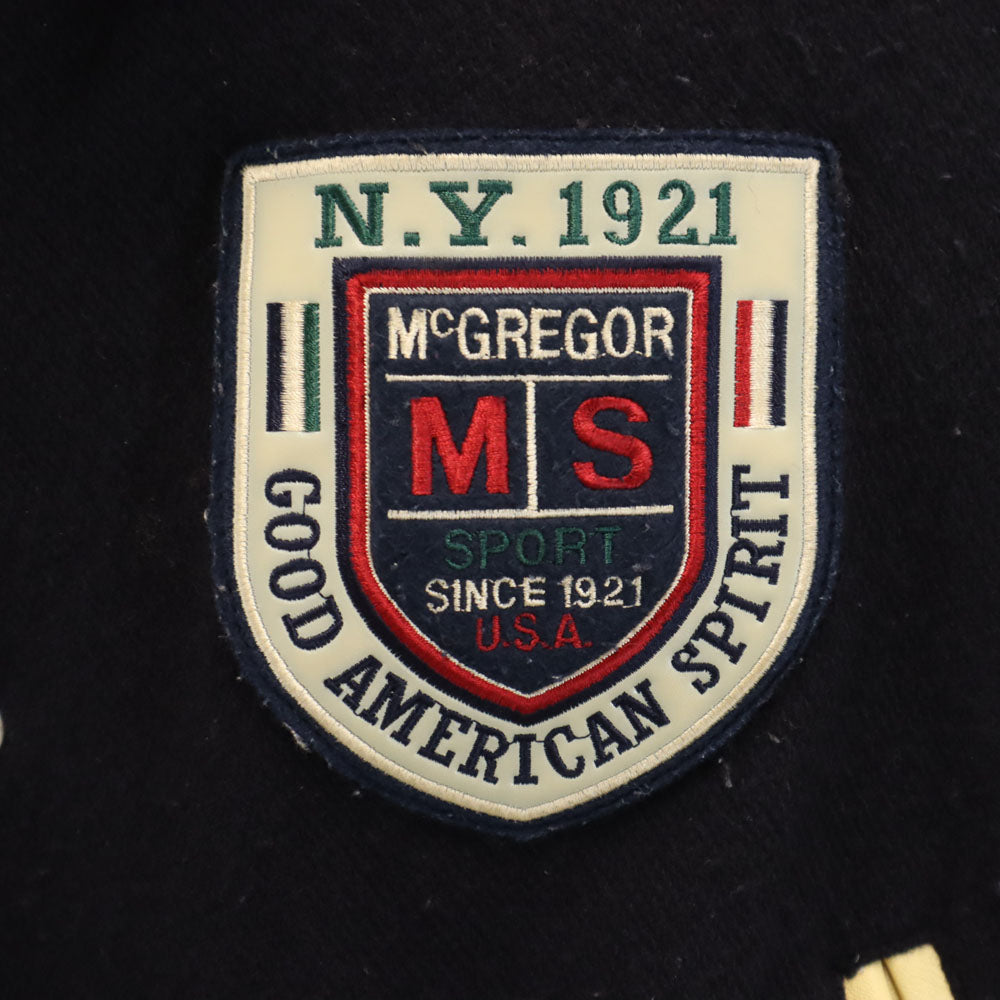 N.Y. 1921
McGREGOR
M S
SPORT
SINCE 1921
U.S.A.
GOOD AMERICAN SPIRIT